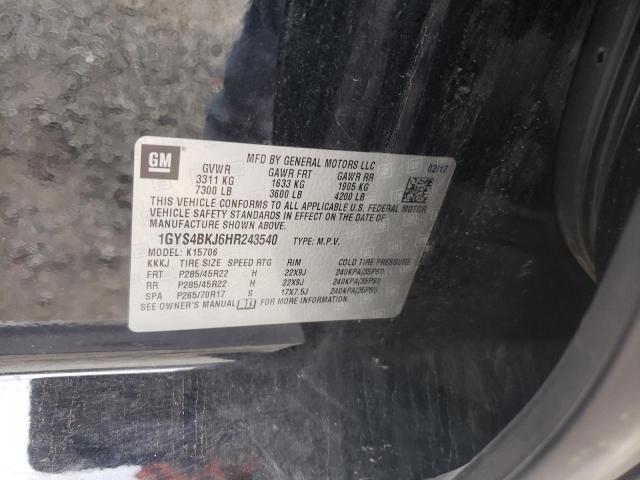 GM
MFD BY GENERAL MOTORS LLC 02/17
GVWR GAWR FRT GAWR RR
3311 KG 1633 KG 1905 KG
7300 LB 3600 LB 4200 LB
THIS VEHICLE CONFORMS TO ALL APPLICABLE U.S. FEDERAL MOTOR
VEHICLE SAFETY STANDARDS IN EFFECT ON THE DATE OF
MANUFACTURE SHOWN ABOVE.
1GYS4BKJ6HR243540 TYPE: M.P.V.
MODEL: K15706
KKKJ TIRE SIZE SPEED RTG RIM COLD TIRE PRESSURE
FRT P285/45R22 H 22X9J 240KPA(35PSI)
RR P285/45R22 H 22X9J 240KPA(35PSI)
SPA P265/70R17 S 17X7.5J 240KPA(35PSI)
SEE OWNER'S MANUAL FOR MORE INFORMATION